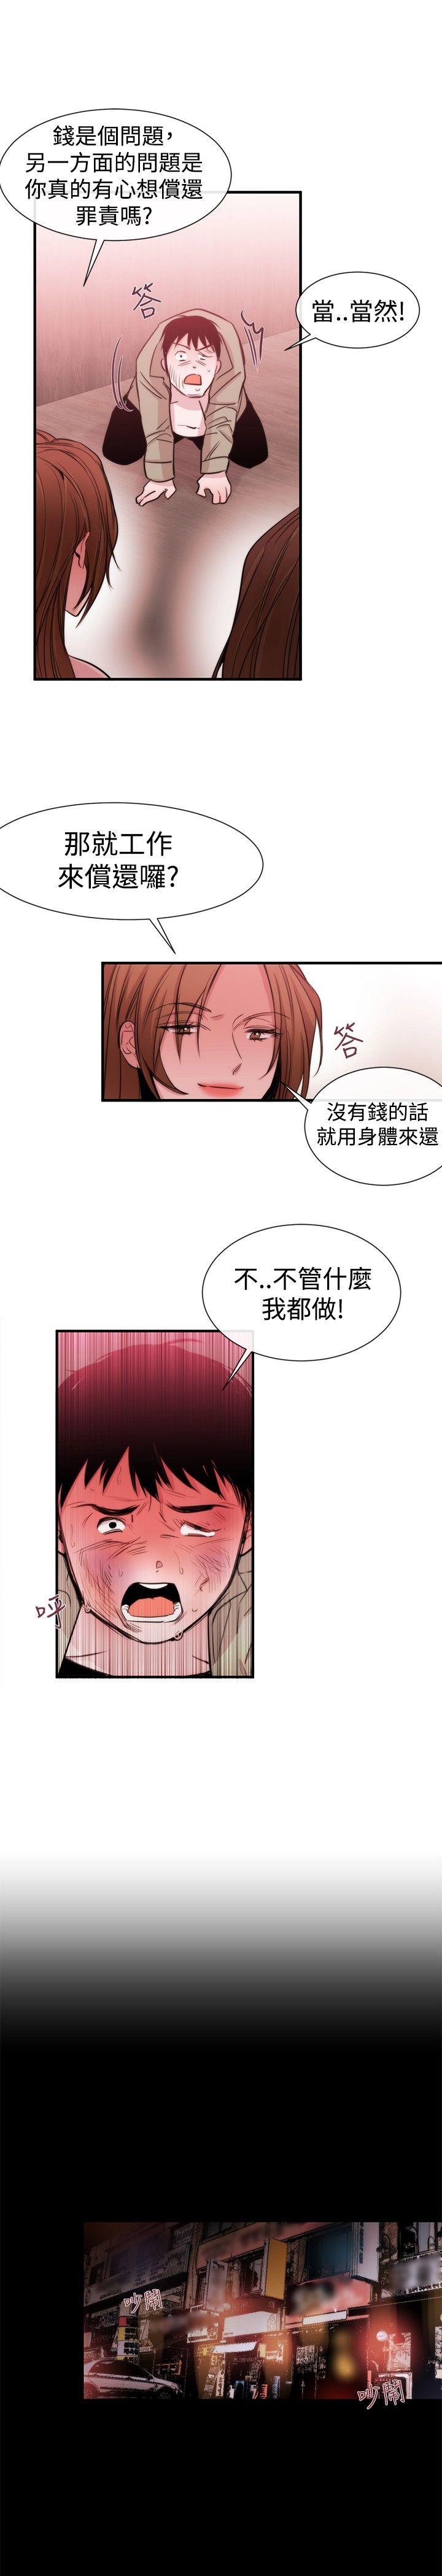 錢是個問題，
另一方面的問題是
你真的有心想償還
罪責嗎?
答
當..當然!
那就工作
來償還囉?
答
沒有錢的話
就用身體來還
不..不管什麼
我都做!
呼
吵鬧
吵鬧